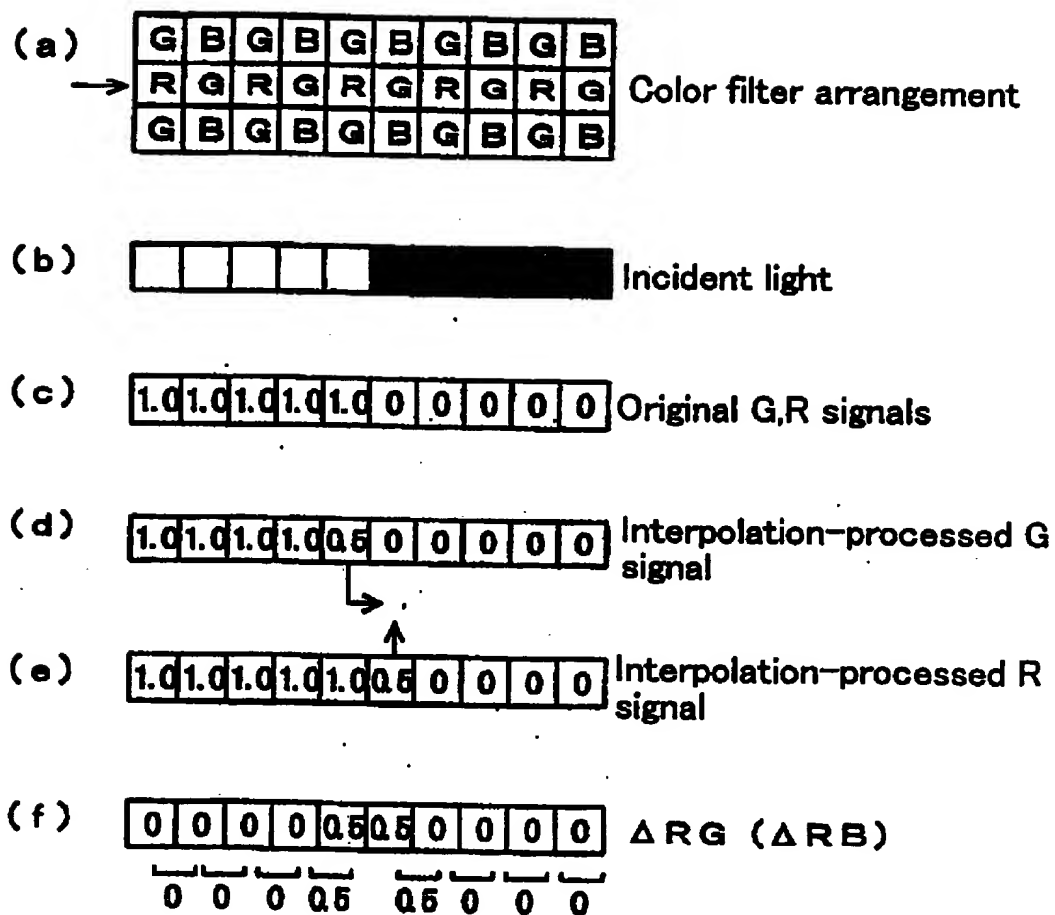 (a) G B G B G B G B G B
R G R G R G R G R G Color filter arrangement
G B G B G B G B G B
(b) Incident light
(c) 1.0 1.0 1.0 1.0 1.0 0 0 0 0 0 Original G,R signals
(d) 1.0 1.0 1.0 1.0 0.5 0 0 0 0 0 Interpolation-processed G
signal
(e) 1.0 1.0 1.0 1.0 1.0 0.5 0 0 0 0 Interpolation-processed R
signal
(f) 0 0 0 0 0.5 0.5 0 0 0 0 ΔRG (ΔRB)
0 0 0 0.5 0.5 0 0 0